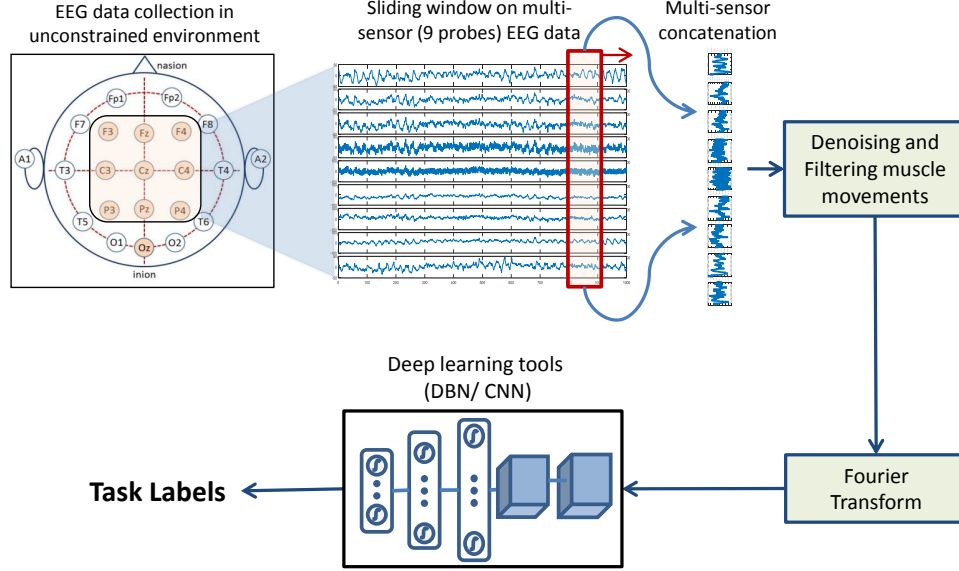 EEG data collection in
unconstrained environment
Sliding window on multi-
sensor (9 probes) EEG data
Multi-sensor
concatenation
nasion
Fp1 Fp2
F7 F3 Fz F4 F8
A1 T3 C3 Cz C4 T4 A2
P3 Pz P4
T5 T6
O1 Oz O2
inion
Denoising and
Filtering muscle
movements
Deep learning tools
(DBN/ CNN)
Task Labels
Fourier
Transform